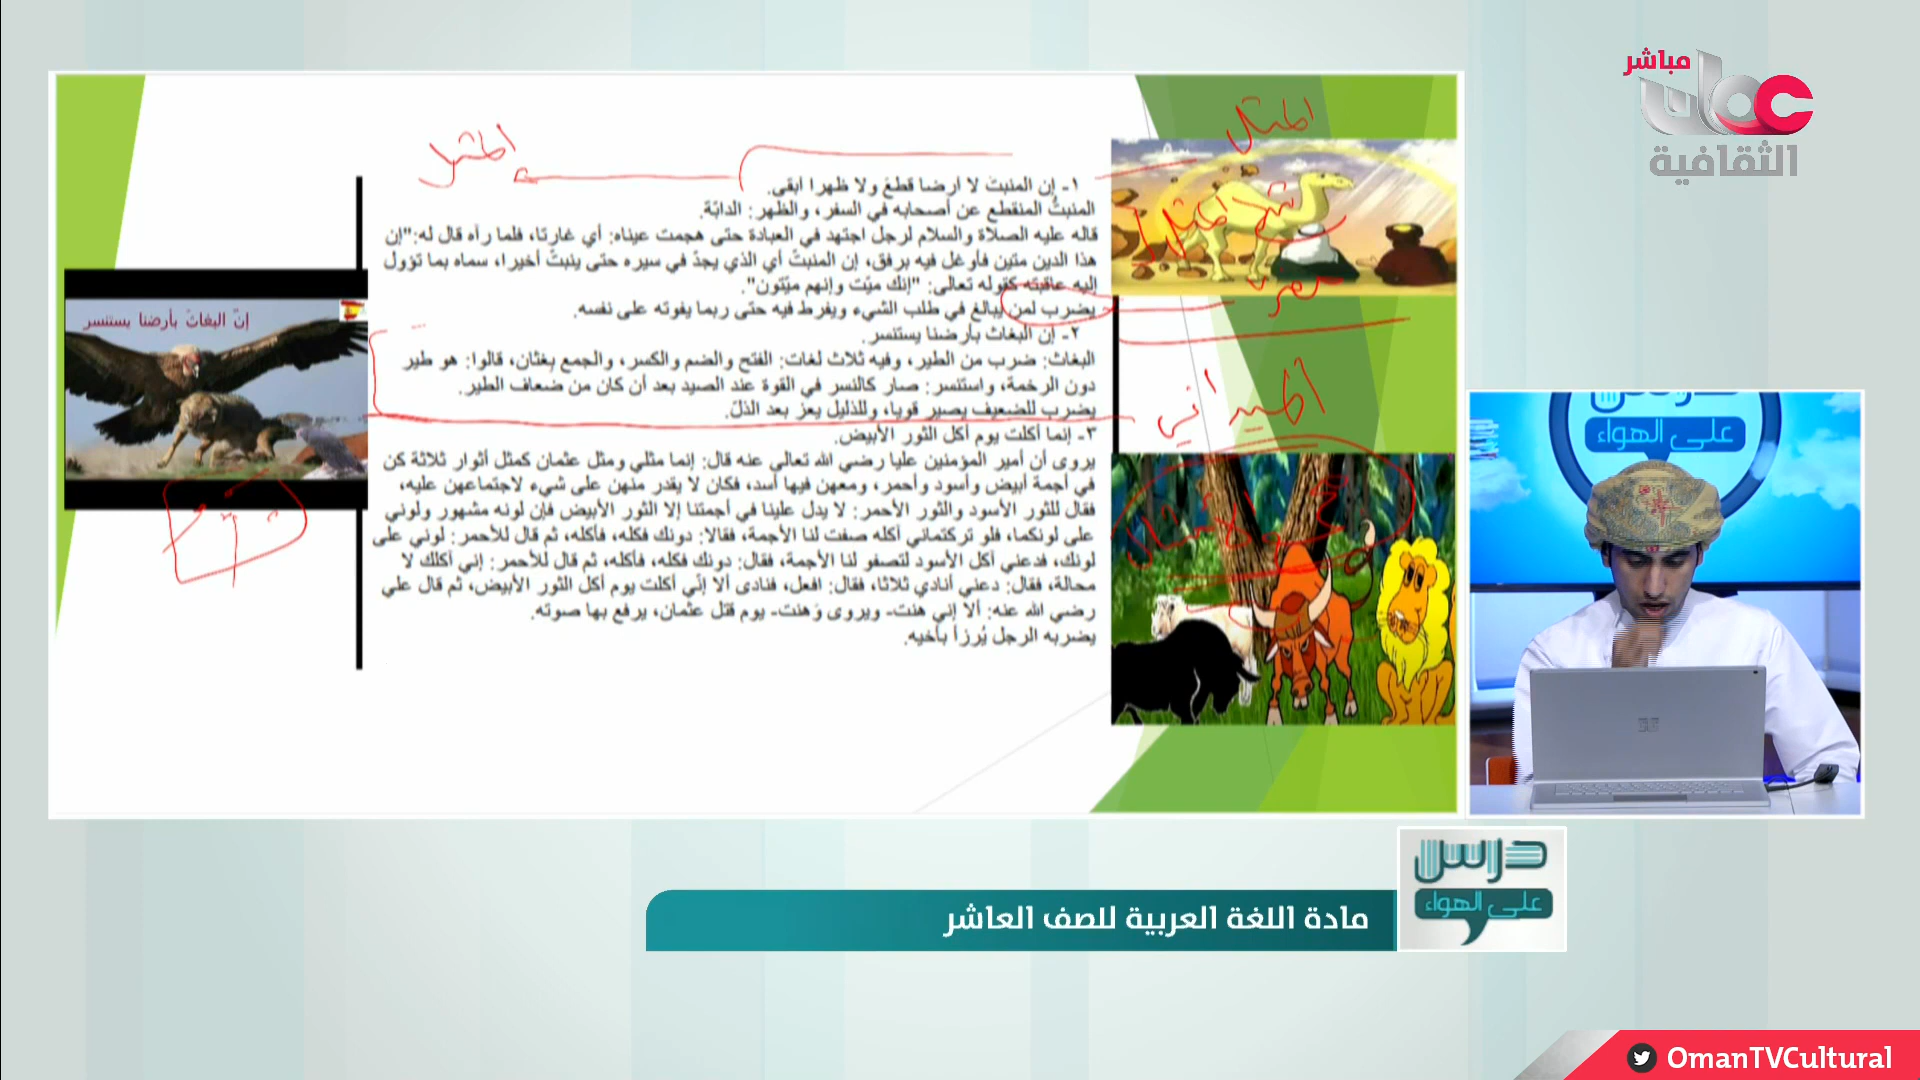 مباشر
عمان
الثقافية
المثل
المثل
١- إن المنبتّ لا أرضا قطعَ ولا ظهرا أبقى.
المنبتُّ المنقطع عن أصحابه في السفر، والظهر: الدابّة.
قاله عليه الصلاة والسلام لرجل اجتهد في العبادة حتى هجمت عيناه: أي غارتا، فلما رآه قال له:"إن
هذا الدين متين فأوغل فيه برفق، إن المنبتّ أي الذي يجدّ في سيره حتى ينبتّ أخيرا، سماه بما تؤول
إليه عاقبته كقوله تعالى: "إنك ميّت وإنهم ميّتون".
يضرب لمن يبالغ في طلب الشيء ويفرط فيه حتى ربما يفوته على نفسه.
٢- إن البغاث بأرضنا يستنسر.
البغاث: ضرب من الطير، وفيه ثلاث لغات: الفتح والضم والكسر، والجمع بِغثان، قالوا: هو طير
دون الرخمة، واستنسر: صار كالنسر في القوة عند الصيد بعد أن كان من ضعاف الطير.
يضرب للضعيف يصير قويا، وللذليل يعز بعد الذلّ.
٣- إنما أكلت يوم أكل الثور الأبيض.
يروى أن أمير المؤمنين عليا رضي الله تعالى عنه قال: إنما مثلي ومثل عثمان كمثل أثوار ثلاثة كن
في أجمة أبيض وأسود وأحمر، ومعهن فيها أسد، فكان لا يقدر منهن على شيء لاجتماعهن عليه،
فقال للثور الأسود والثور الأحمر: لا يدل علينا في أجمتنا إلا الثور الأبيض فإن لونه مشهور ولوني
على لونكما، فلو تركتماني آكله صفت لنا الأجمة، فقالا: دونك فكله، فأكله، ثم قال للأحمر: لوني على
لونك، فدعني آكل الأسود لتصفو لنا الأجمة، فقال: دونك فكله، فأكله، ثم قال للأحمر: إني آكلك لا
محالة، فقال: دعني أنادي ثلاثا، فقال: افعل، فنادى ألا إنّي أكلت يوم أكل الثور الأبيض، ثم قال علي
رضي الله عنه: ألا إني هنت- ويروى وَهنت- يوم قتل عثمان، يرفع بها صوته.
يضربه الرجل يُرزأ بأخيه.
إنّ البغاث بأرضنا يستنسر
الميداني
مجمع الأمثال
على الهواء
درس
على الهواء
مادة اللغة العربية للصف العاشر
OmanTVCultural